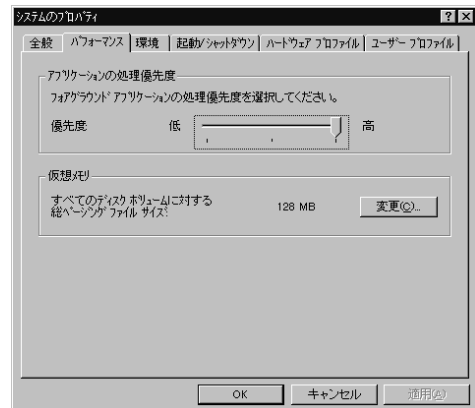 システムのプロパティ
全般 パフォーマンス 環境 起動/シャットダウン ハードウェア プロファイル ユーザー プロファイル
アプリケーションの処理優先度
フォアグラウンド アプリケーションの処理優先度を選択してください。
優先度 低 高
仮想メモリ
すべてのディスク ボリュームに対する
総ページング ファイル サイズ: 128 MB 変更(C)...
OK キャンセル 適用(A)